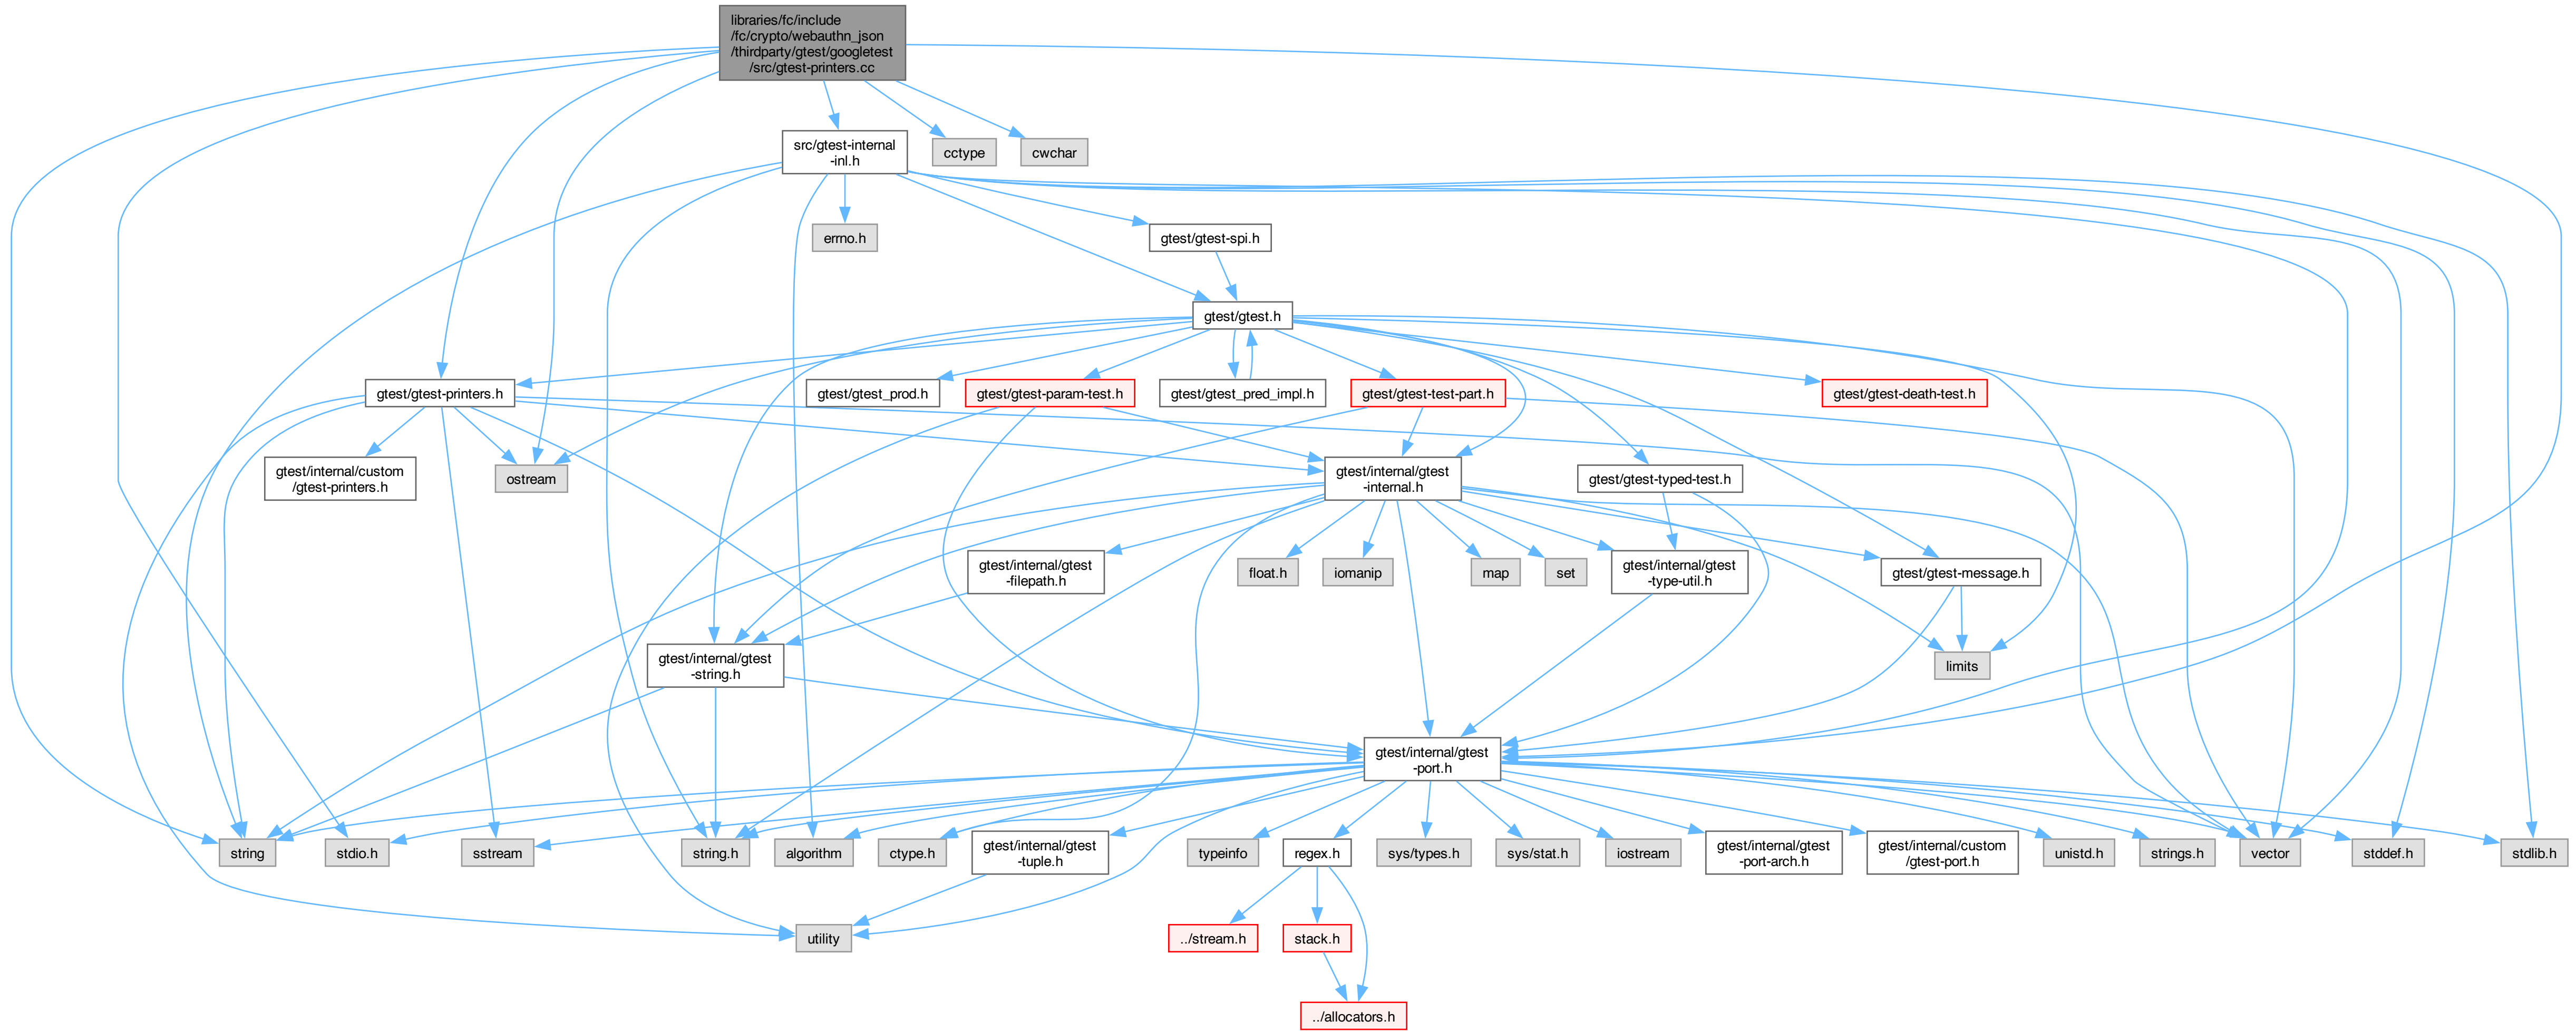 libraries/fc/include
/fc/crypto/webauthn_json
/thirdparty/gtest/googletest
/src/gtest-printers.cc
src/gtest-internal
-inl.h
cctype
cwchar
errno.h
gtest/gtest-spi.h
gtest/gtest.h
gtest/gtest-printers.h
gtest/gtest_prod.h
gtest/gtest-param-test.h
gtest/gtest_pred_impl.h
gtest/gtest-test-part.h
gtest/gtest-death-test.h
gtest/internal/custom
/gtest-printers.h
ostream
gtest/internal/gtest
-internal.h
gtest/gtest-typed-test.h
gtest/internal/gtest
-filepath.h
float.h
iomanip
map
set
gtest/internal/gtest
-type-util.h
gtest/gtest-message.h
gtest/internal/gtest
-string.h
limits
gtest/internal/gtest
-port.h
string
stdio.h
sstream
string.h
algorithm
ctype.h
gtest/internal/gtest
-tuple.h
typeinfo
regex.h
sys/types.h
sys/stat.h
iostream
gtest/internal/gtest
-port-arch.h
gtest/internal/custom
/gtest-port.h
unistd.h
strings.h
vector
stddef.h
stdlib.h
utility
../stream.h
stack.h
../allocators.h